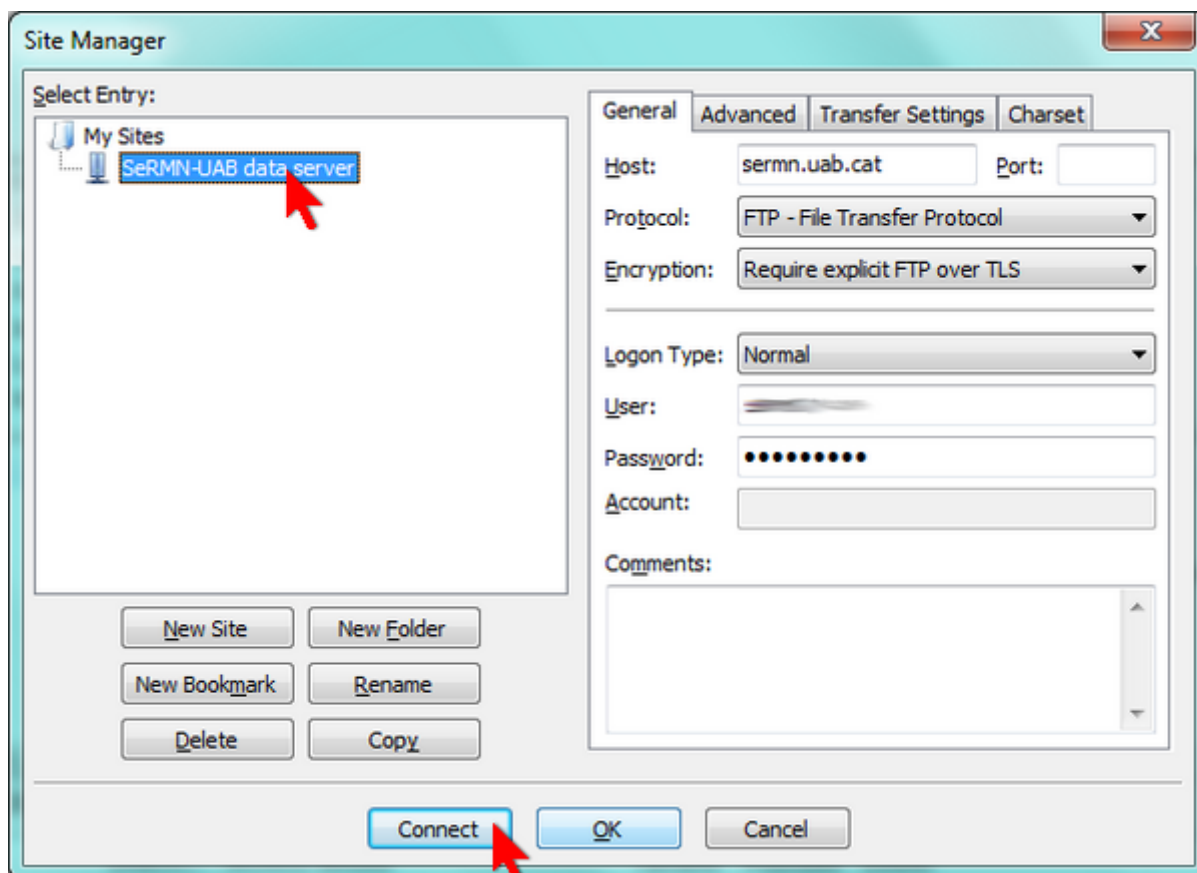 Site Manager
Select Entry:
My Sites
SeRMN-UAB data server
New Site New Folder
New Bookmark Rename
Delete Copy
General Advanced Transfer Settings Charset
Host: sermn.uab.cat Port:
Protocol: FTP - File Transfer Protocol
Encryption: Require explicit FTP over TLS
Logon Type: Normal
User:
Password: •••••••••
Account:
Comments:
Connect OK Cancel